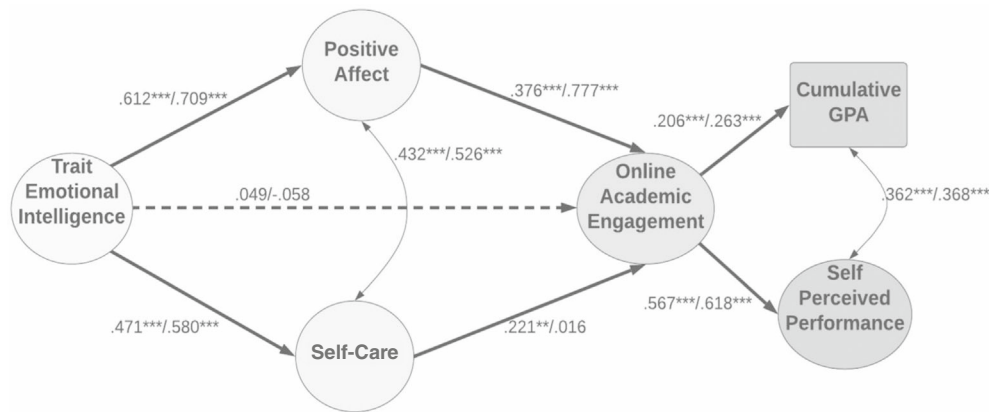 Positive
Affect
.612***/.709***
.376***/.777***
Cumulative
GPA
.206***/.263***
.432***/.526***
Trait
Emotional
Intelligence
.049/-.058
Online
Academic
Engagement
.362***/.368***
Self
Perceived
Performance
.471***/.580***
Self-Care
.221**/.016
.567***/.618***